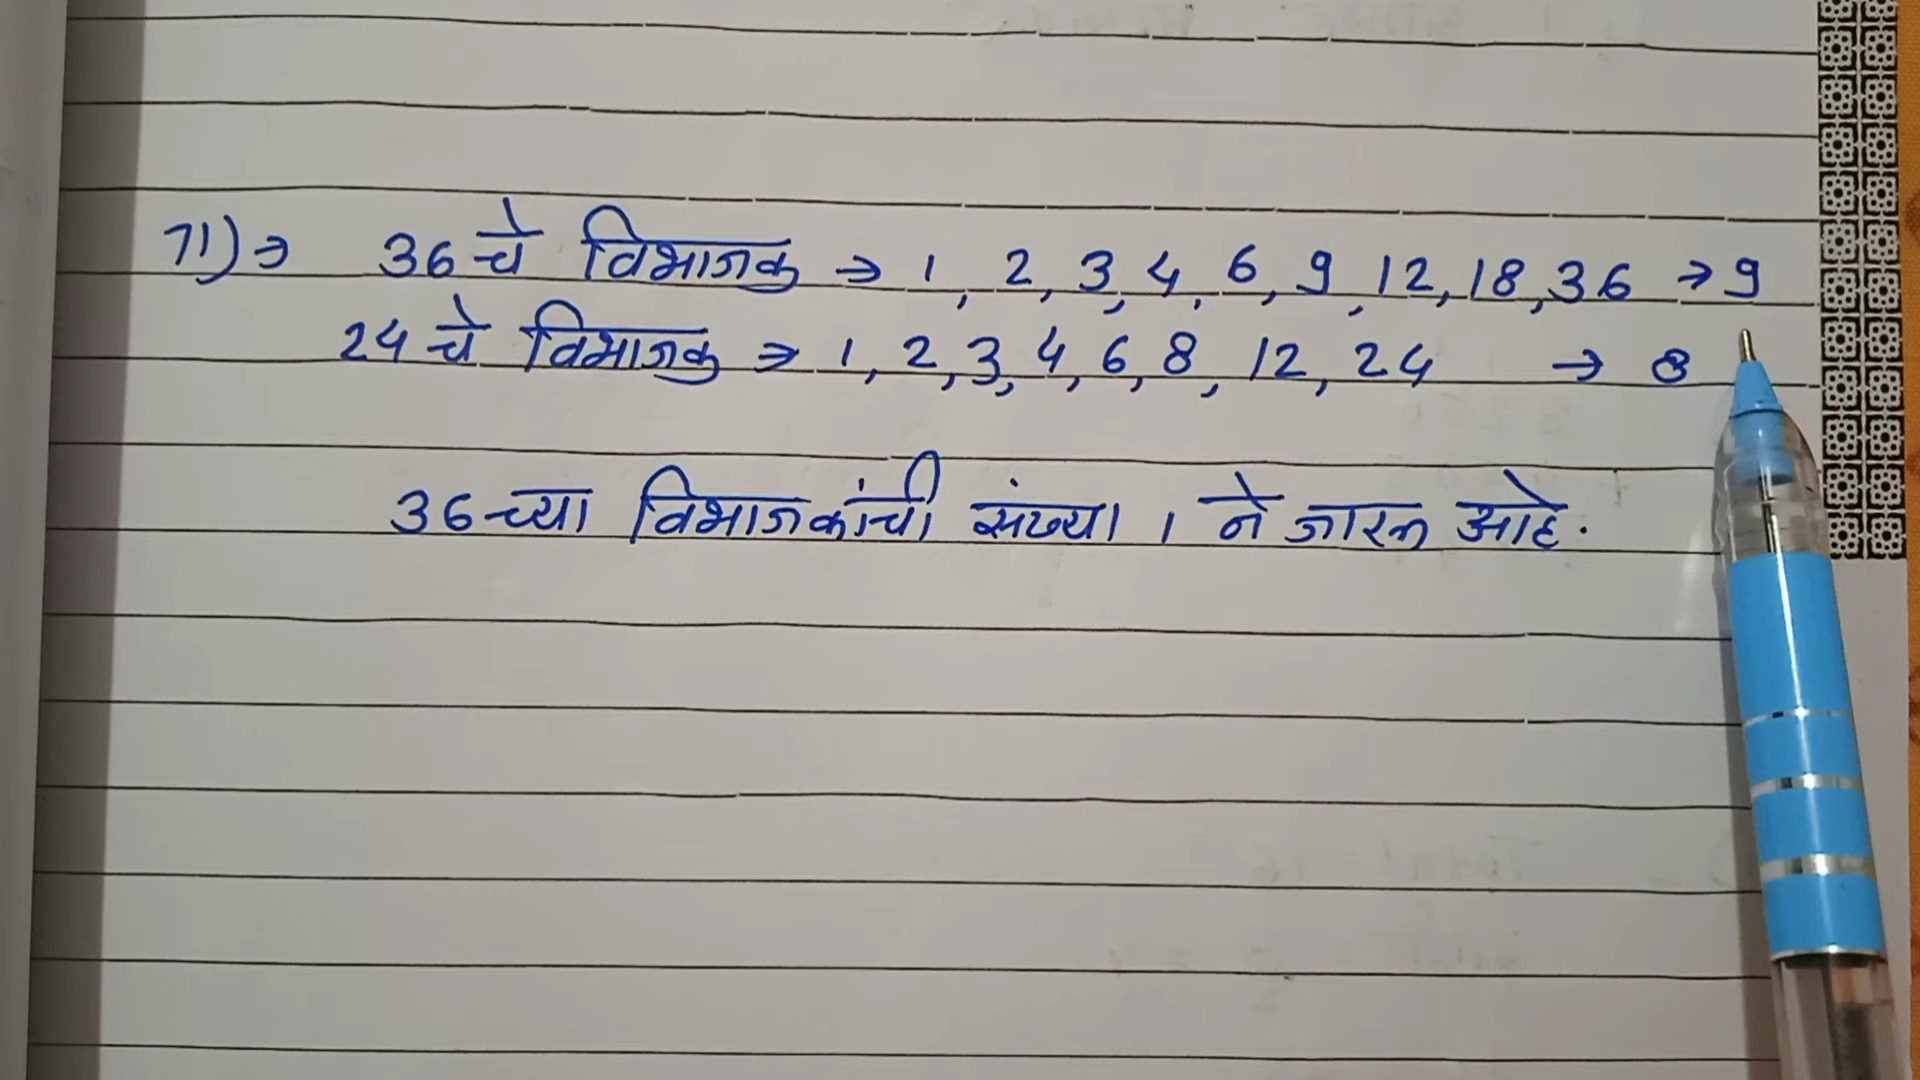 71)→ 36 चे विभाजक → 1, 2, 3, 4, 6, 9, 12, 18, 36 → 9
24 चे विभाजक → 1, 2, 3, 4, 6, 8, 12, 24 → 8
36 च्या विभाजकांची संख्या 1 ने जास्त आहे.